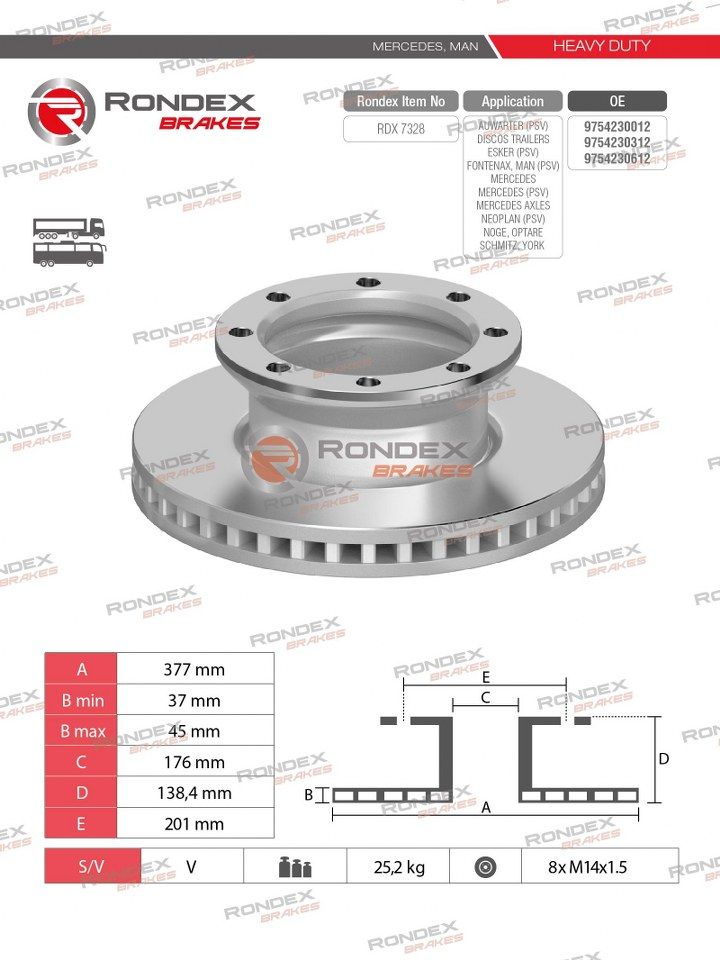 MERCEDES, MAN
HEAVY DUTY
RONDEX
BRAKES
Rondex Item No
Application
OE
RDX 7328
AUWARTER (PSV)
DISCOS TRAILERS
ESKER (PSV)
FONTENAX, MAN (PSV)
MERCEDES
MERCEDES (PSV)
MERCEDES AXLES
NEOPLAN (PSV)
NOGE, OPTARE
SCHMITZ, YORK
9754230012
9754230312
9754230612
RONDEX
BRAKES
A 377 mm
B min 37 mm
B max 45 mm
C 176 mm
D 138,4 mm
E 201 mm
E
C
D
B
A
S/V V 25,2 kg 8x M14x1.5